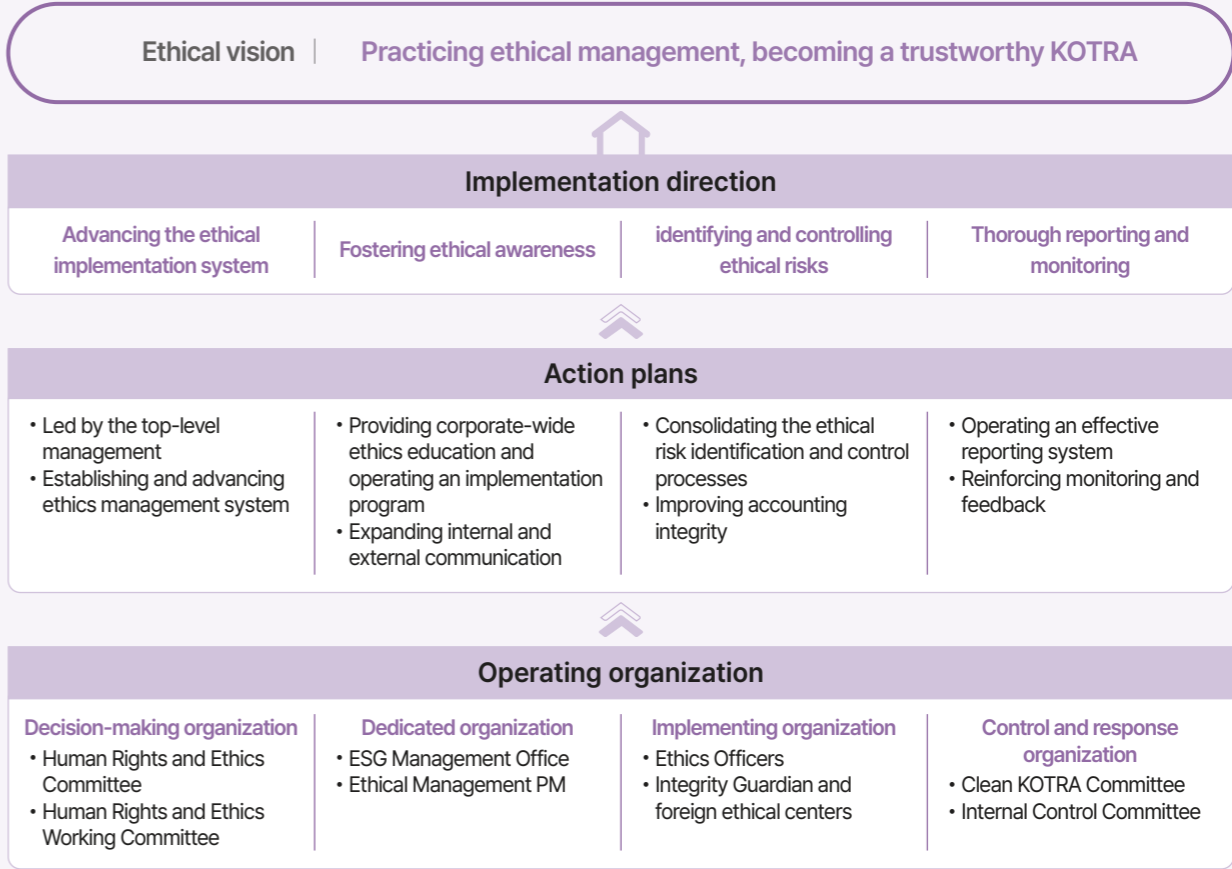 Ethical vision | Practicing ethical management, becoming a trustworthy KOTRA
Implementation direction
Advancing the ethical
implementation system
Fostering ethical awareness
identifying and controlling
ethical risks
Thorough reporting and
monitoring
Action plans
• Led by the top-level
management
• Establishing and advancing
ethics management system
• Providing corporate-wide
ethics education and
operating an implementation
program
• Expanding internal and
external communication
• Consolidating the ethical
risk identification and control
processes
• Improving accounting
integrity
• Operating an effective
reporting system
• Reinforcing monitoring and
feedback
Operating organization
Decision-making organization
• Human Rights and Ethics
Committee
• Human Rights and Ethics
Working Committee
Dedicated organization
• ESG Management Office
• Ethical Management PM
Implementing organization
• Ethics Officers
• Integrity Guardian and
foreign ethical centers
Control and response
organization
• Clean KOTRA Committee
• Internal Control Committee